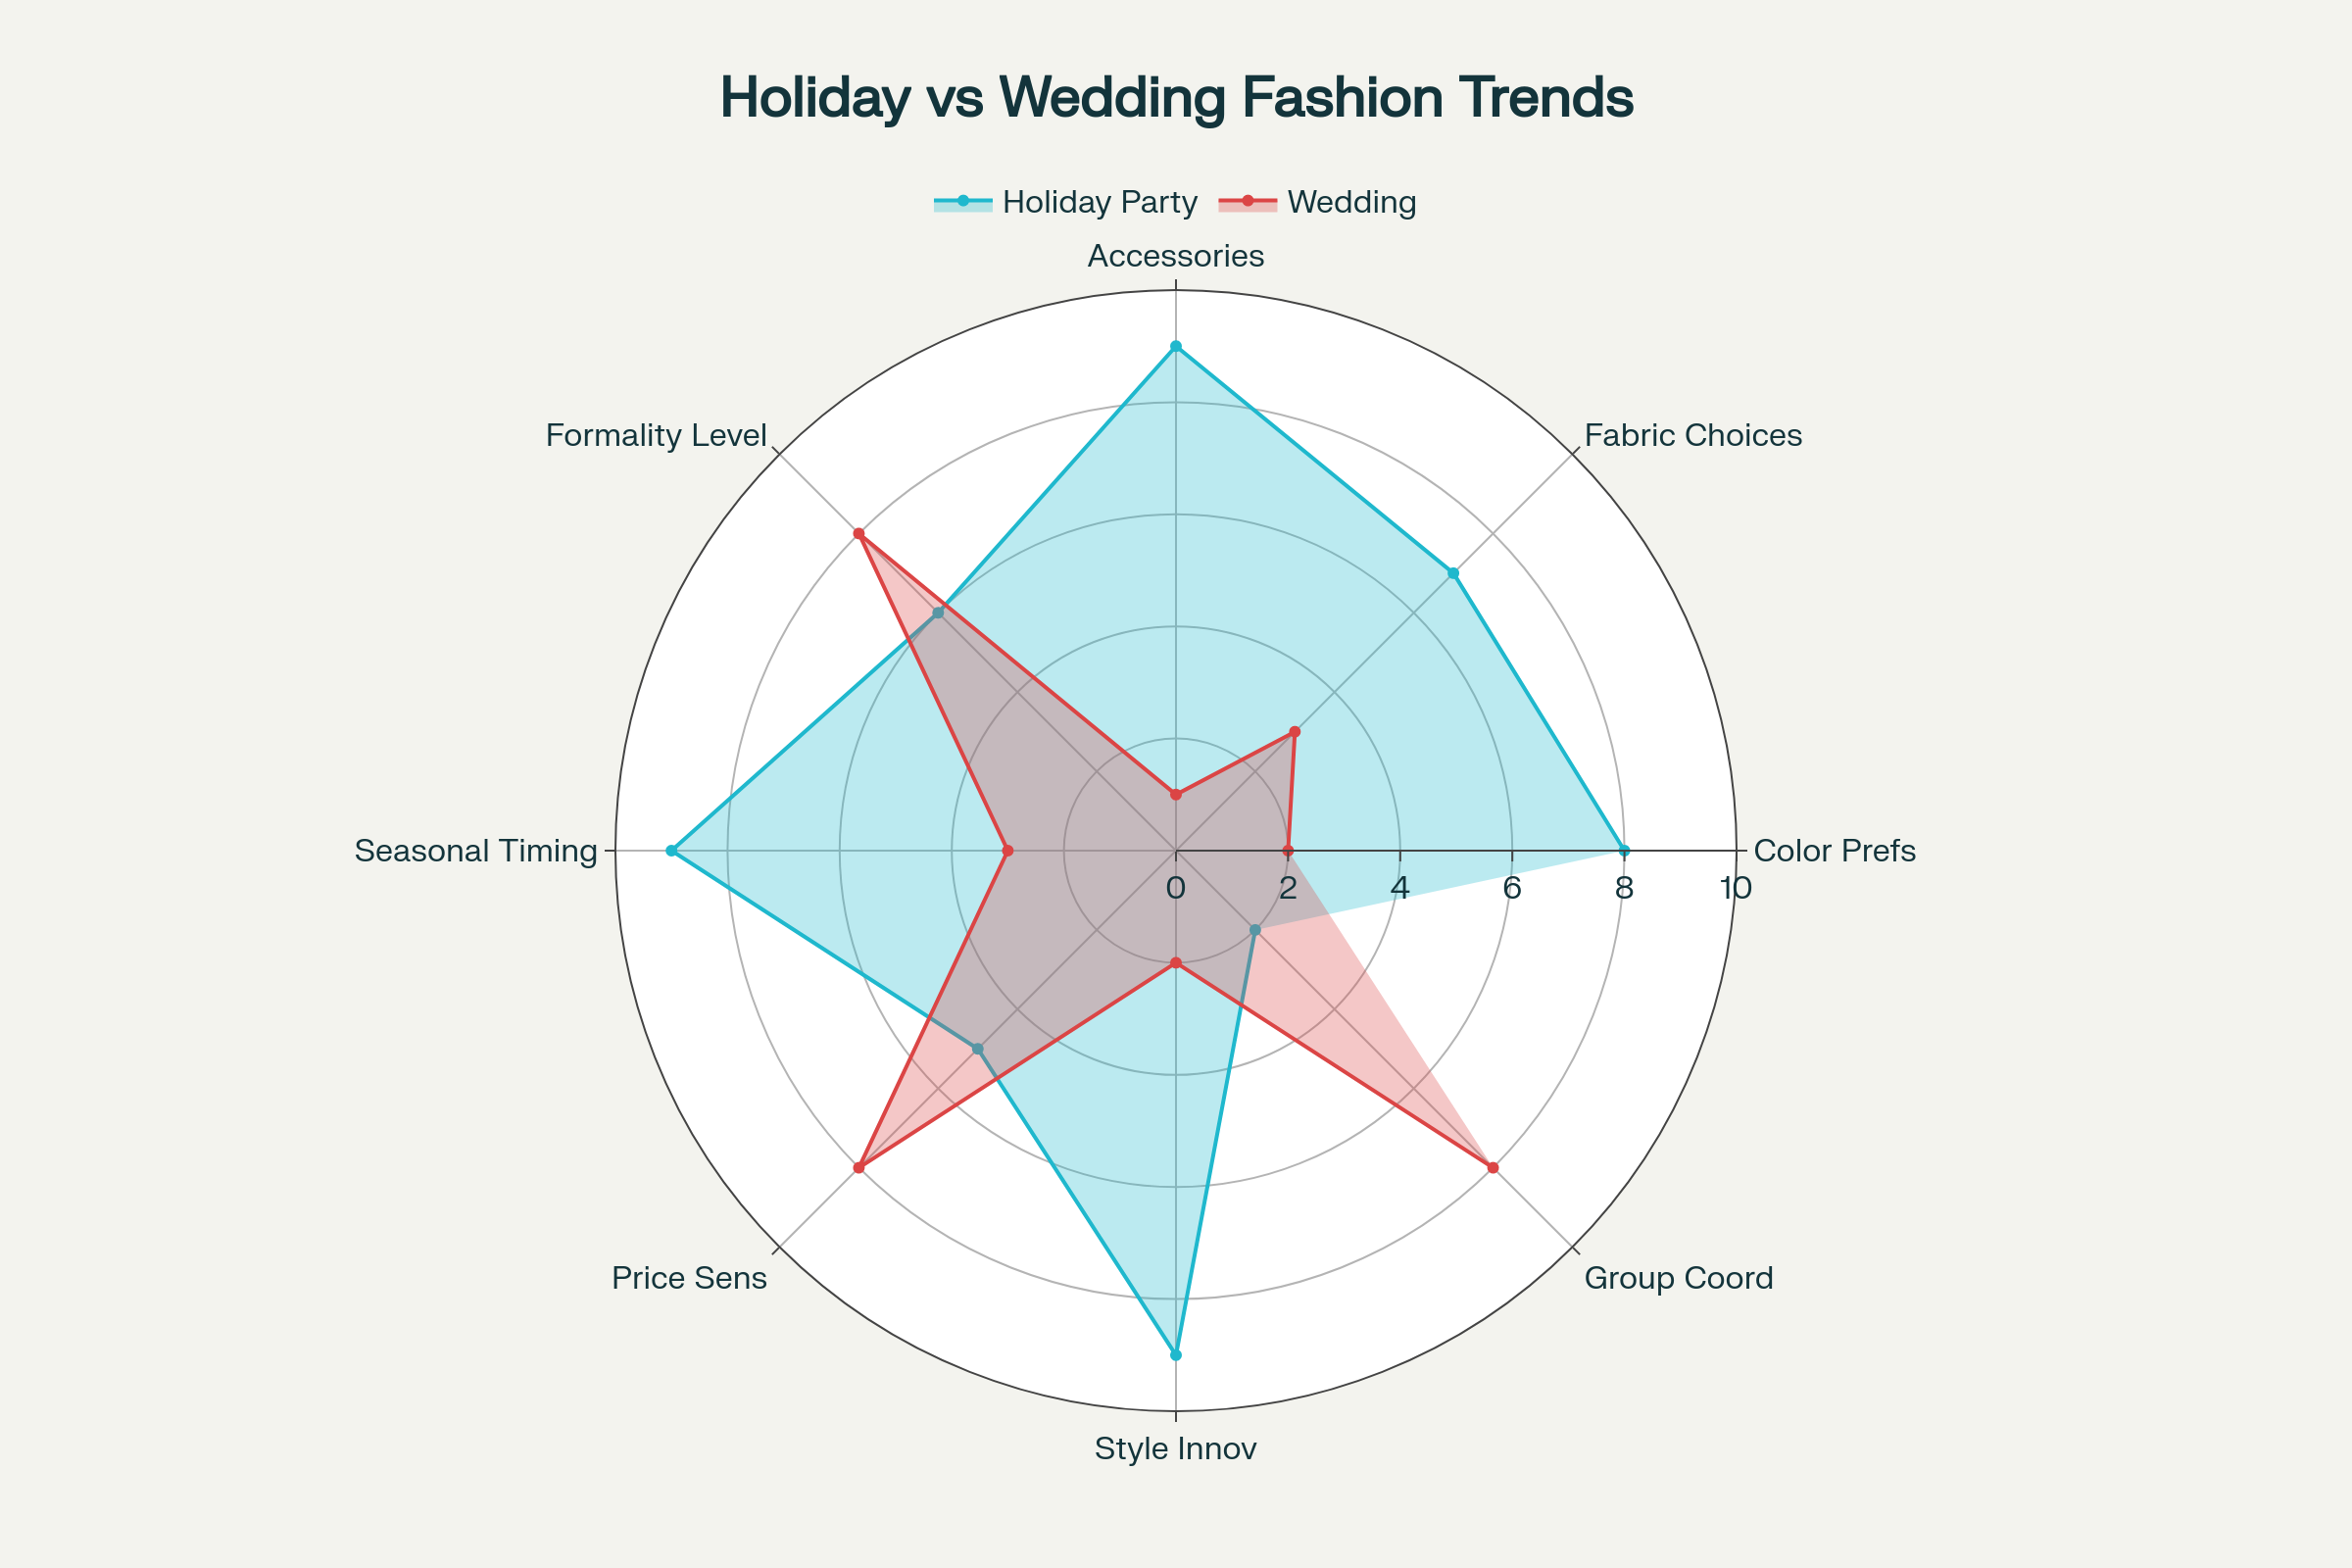 Holiday vs Wedding Fashion Trends
Holiday Party
Wedding
Accessories
Formality Level
Fabric Choices
Seasonal Timing
Color Prefs
0 2 4 6 8 10
Price Sens
Group Coord
Style Innov